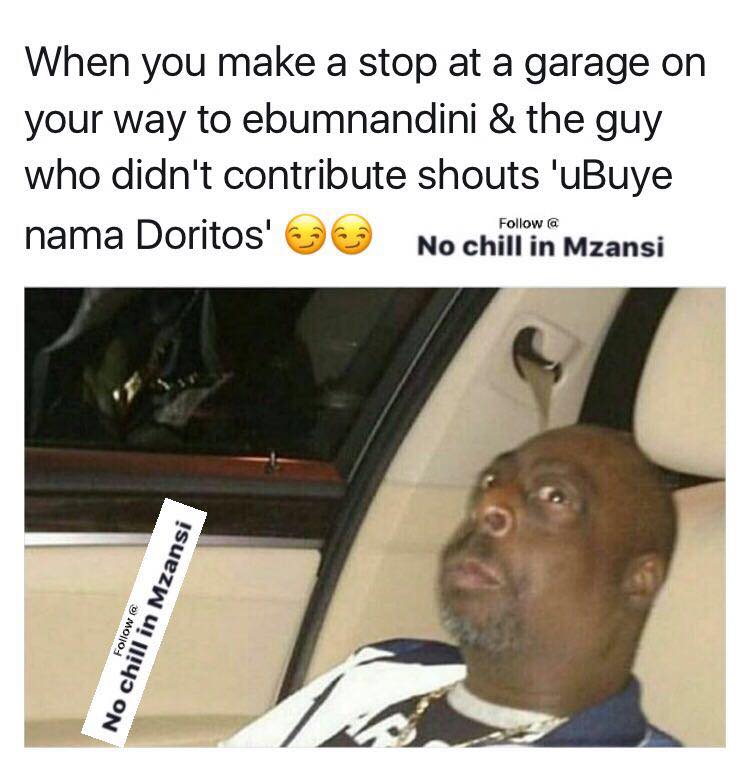 When you make a stop at a garage on
your way to ebumnandini & the guy
who didn't contribute shouts 'uBuye
nama Doritos' 😏😏
Follow @
No chill in Mzansi
Follow @
No chill in Mzansi